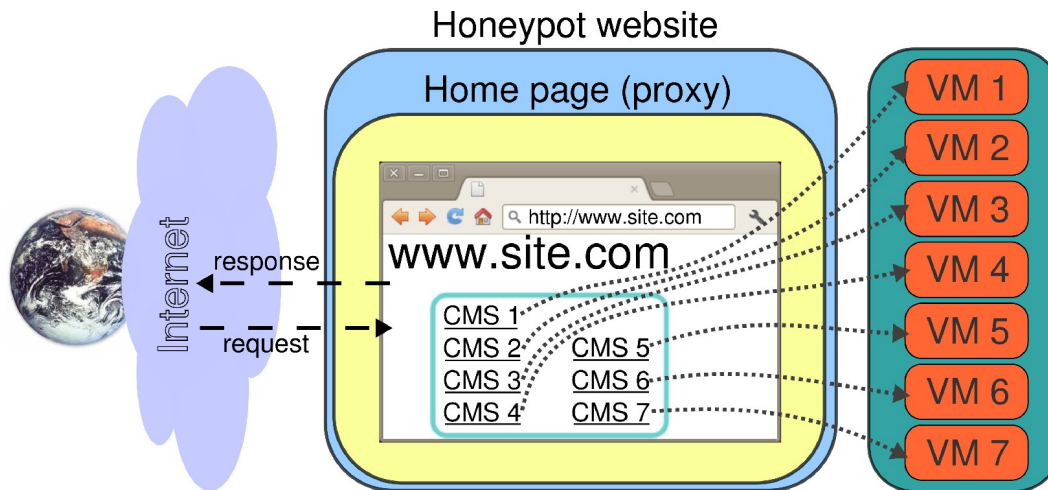 Honeypot website
Home page (proxy)
http://www.site.com
www.site.com
Internet
response
request
CMS 1
CMS 2
CMS 3
CMS 4
CMS 5
CMS 6
CMS 7
VM 1
VM 2
VM 3
VM 4
VM 5
VM 6
VM 7